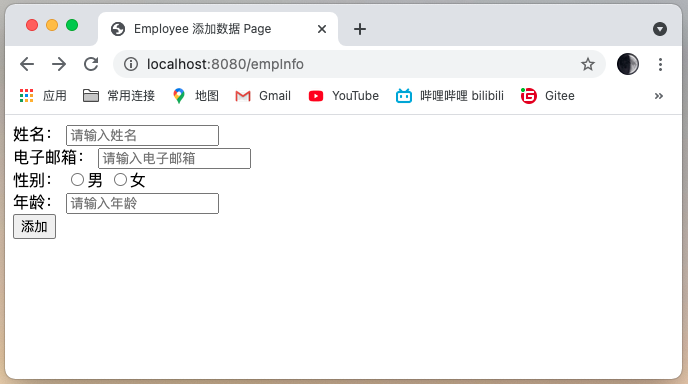 Employee 添加数据 Page
localhost:8080/empInfo
应用 常用连接 地图 Gmail YouTube 哔哩哔哩 bilibili Gitee
姓名： 请输入姓名
电子邮箱： 请输入电子邮箱
性别： 男 女
年龄： 请输入年龄
添加